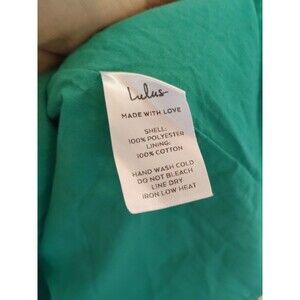 Lulus
MADE WITH LOVE
SHELL:
100% POLYESTER
LINING:
100% COTTON
HAND WASH COLD
DO NOT BLEACH
LINE DRY
IRON LOW HEAT